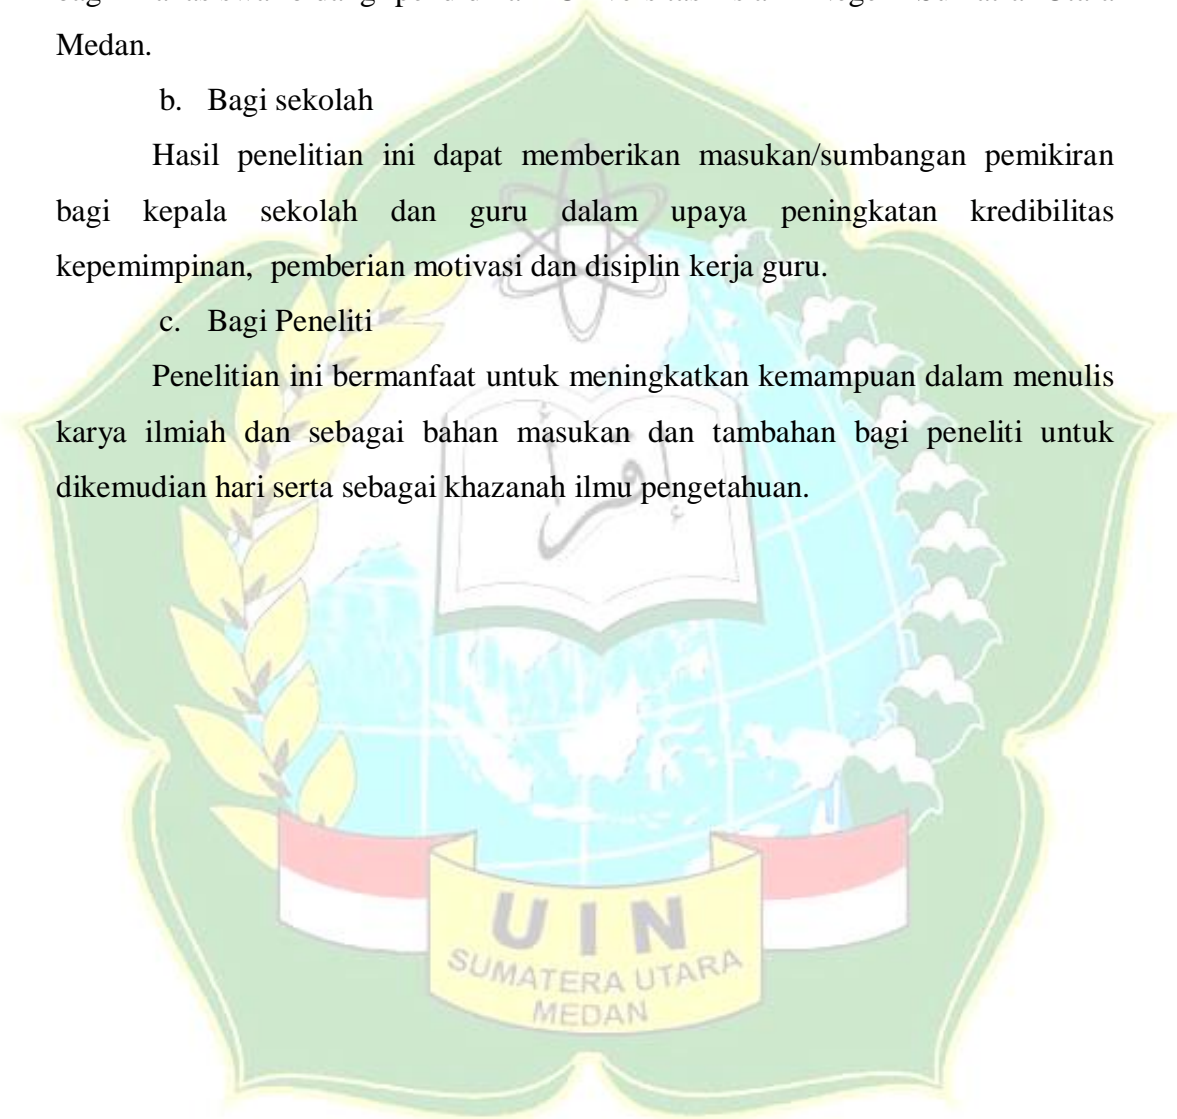 Medan.
b. Bagi sekolah
Hasil penelitian ini dapat memberikan masukan/sumbangan pemikiran
bagi kepala sekolah dan guru dalam upaya peningkatan kredibilitas
kepemimpinan, pemberian motivasi dan disiplin kerja guru.
c. Bagi Peneliti
Penelitian ini bermanfaat untuk meningkatkan kemampuan dalam menulis
karya ilmiah dan sebagai bahan masukan dan tambahan bagi peneliti untuk
dikemudian hari serta sebagai khazanah ilmu pengetahuan.
إقرأ
UIN
SUMATERA UTARA
MEDAN